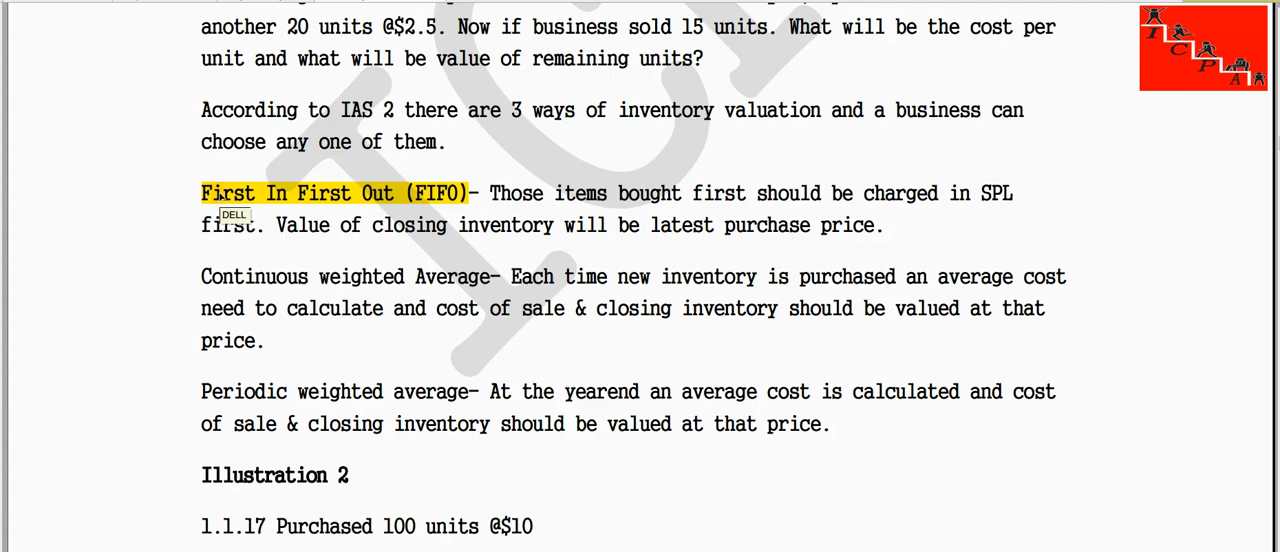 another 20 units @$2.5. Now if business sold 15 units. What will be the cost per
unit and what will be value of remaining units?
According to IAS 2 there are 3 ways of inventory valuation and a business can
choose any one of them.
First In First Out (FIFO)- Those items bought first should be charged in SPL
first. Value of closing inventory will be latest purchase price.
DELL
Continuous weighted Average- Each time new inventory is purchased an average cost
need to calculate and cost of sale & closing inventory should be valued at that
price.
Periodic weighted average- At the yearend an average cost is calculated and cost
of sale & closing inventory should be valued at that price.
Illustration 2
1.1.17 Purchased 100 units @$10
I C P A